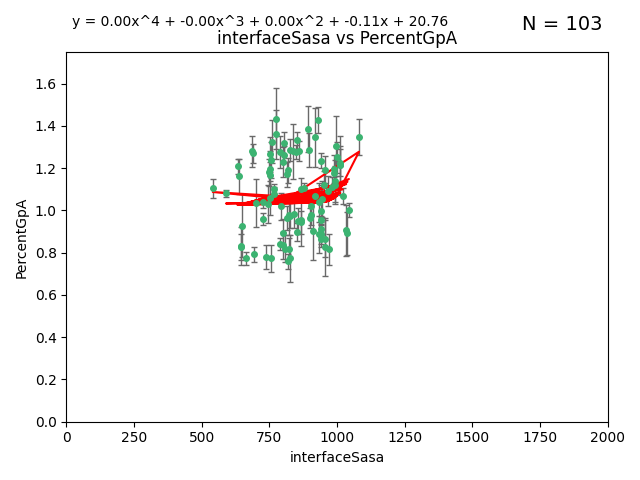 y = 0.00x^4 + -0.00x^3 + 0.00x^2 + -0.11x + 20.76
N = 103
interfaceSasa vs PercentGpA
1.6
1.4
1.2
1.0
0.8
0.6
0.4
0.2
0.0
PercentGpA
0 250 500 750 1000 1250 1500 1750 2000
interfaceSasa